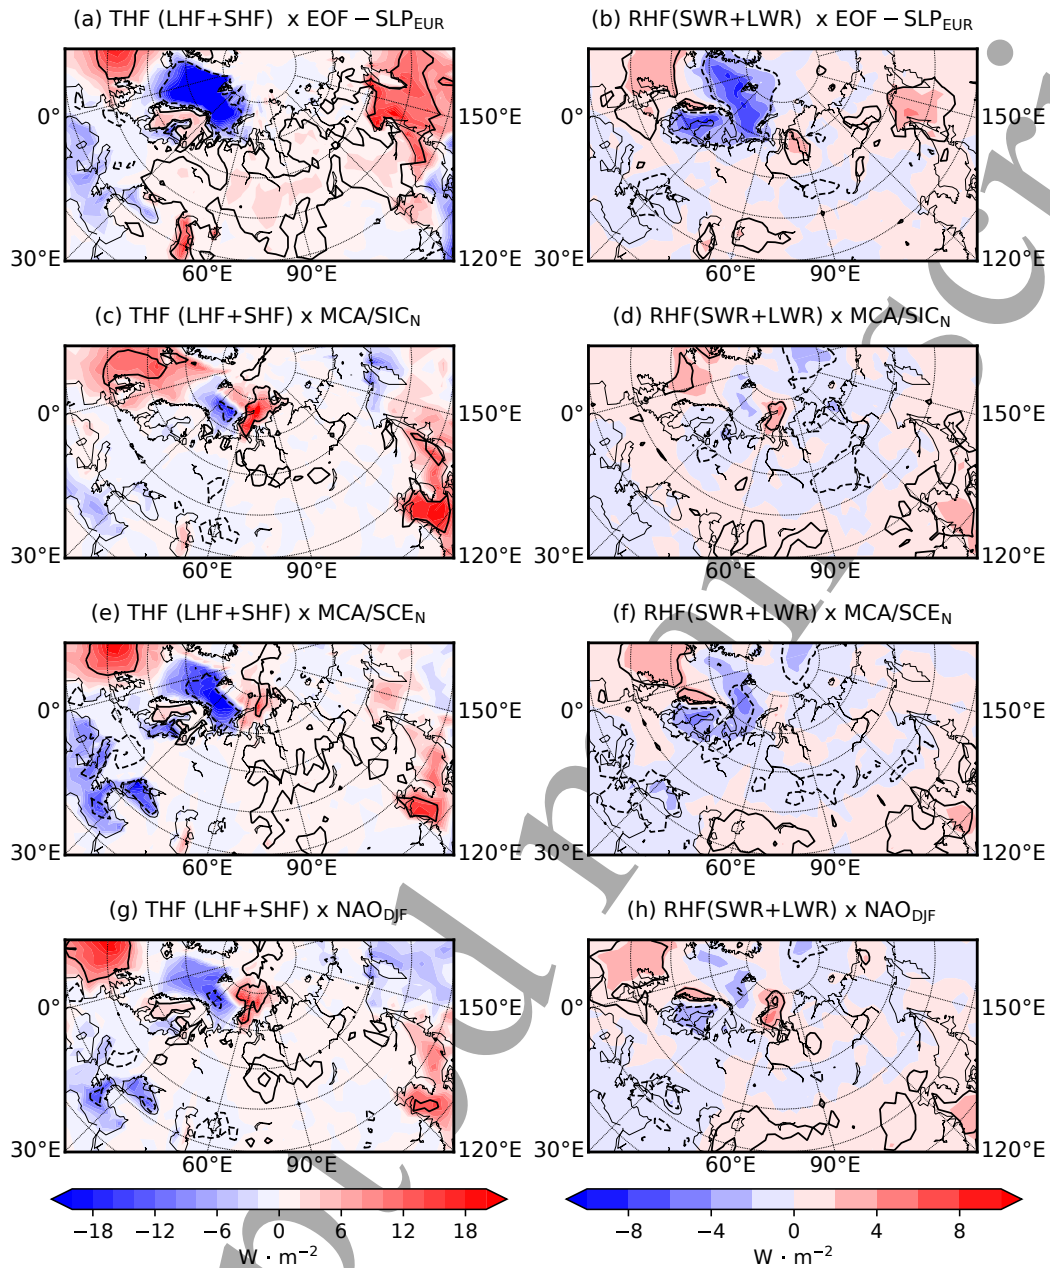 (a) THF (LHF+SHF) x EOF − SLP_EUR
(b) RHF(SWR+LWR) x EOF − SLP_EUR
0°
150°E
0°
150°E
30°E
60°E
90°E
120°E
30°E
60°E
90°E
120°E
(c) THF (LHF+SHF) x MCA/SIC_N
(d) RHF(SWR+LWR) x MCA/SIC_N
0°
150°E
0°
150°E
30°E
60°E
90°E
120°E
30°E
60°E
90°E
120°E
(e) THF (LHF+SHF) x MCA/SCE_N
(f) RHF(SWR+LWR) x MCA/SCE_N
0°
150°E
0°
150°E
30°E
60°E
90°E
120°E
30°E
60°E
90°E
120°E
(g) THF (LHF+SHF) x NAO_DJF
(h) RHF(SWR+LWR) x NAO_DJF
0°
150°E
0°
150°E
30°E
60°E
90°E
120°E
30°E
60°E
90°E
120°E
−18 −12 −6 0 6 12 18
W · m⁻²
−8 −4 0 4 8
W · m⁻²